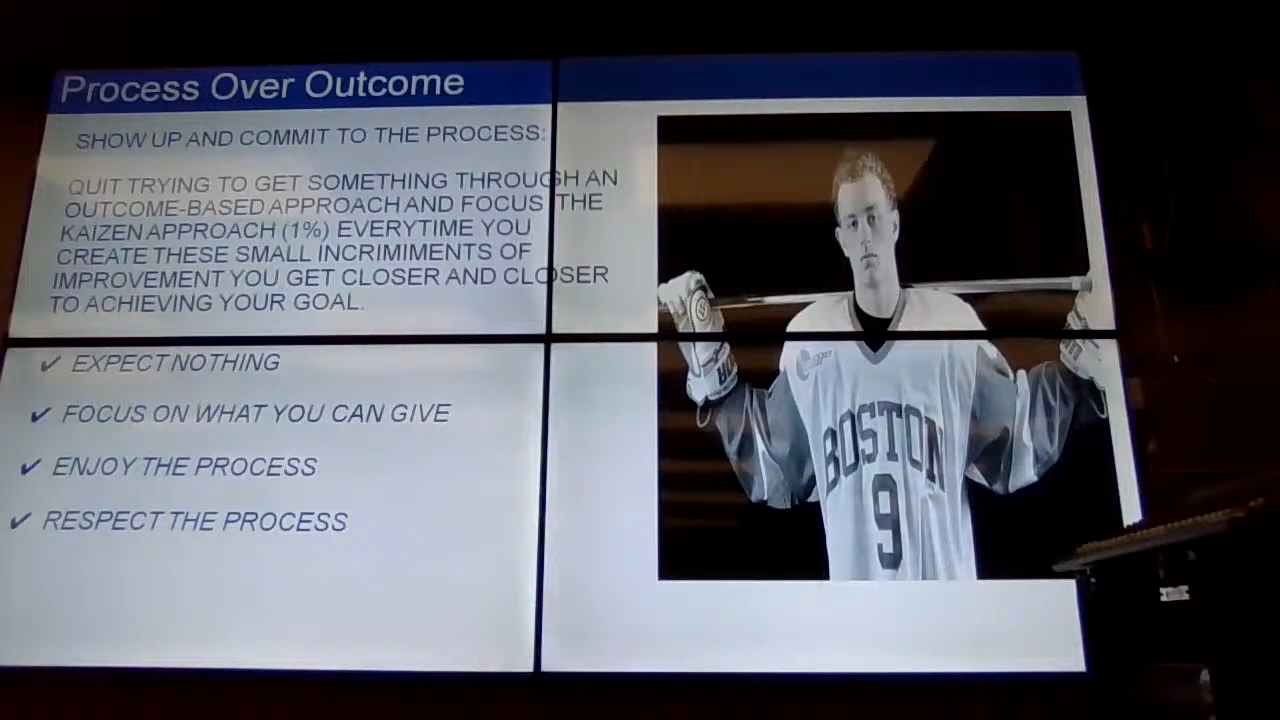 Process Over Outcome
SHOW UP AND COMMIT TO THE PROCESS:
QUIT TRYING TO GET SOMETHING THROUGH AN
OUTCOME-BASED APPROACH AND FOCUS THE
KAIZEN APPROACH (1%) EVERYTIME YOU
CREATE THESE SMALL INCRIMIMENTS OF
IMPROVEMENT YOU GET CLOSER AND CLOSER
TO ACHIEVING YOUR GOAL.
✔ EXPECT NOTHING
✔ FOCUS ON WHAT YOU CAN GIVE
✔ ENJOY THE PROCESS
✔ RESPECT THE PROCESS
BOSTON
9